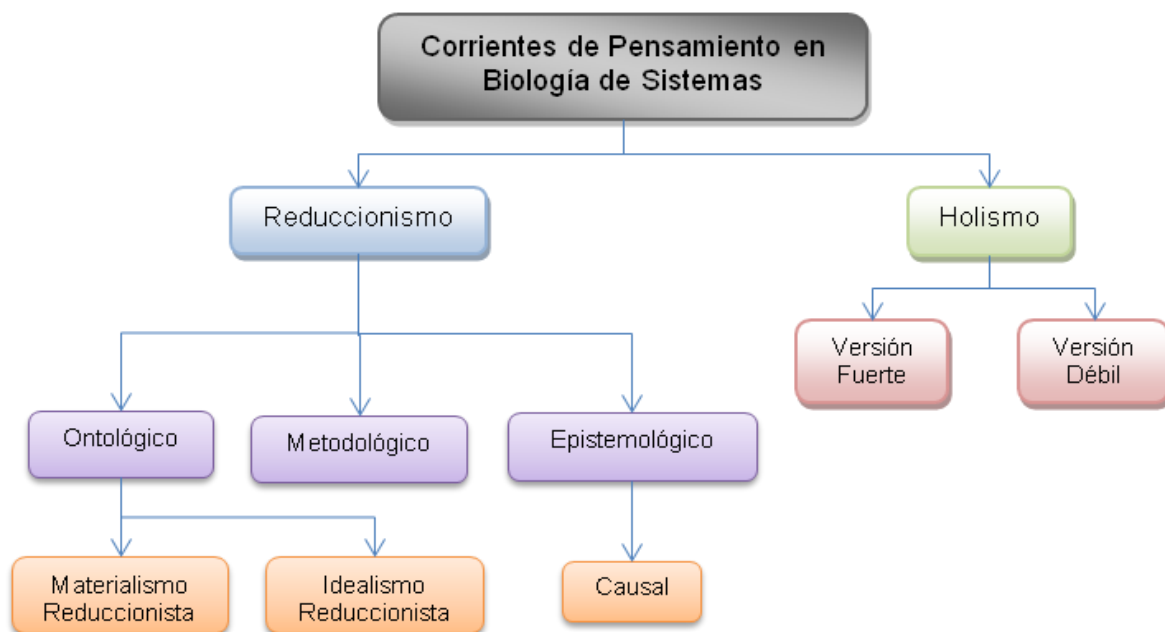 Corrientes de Pensamiento en
Biología de Sistemas
Reduccionismo
Holismo
Versión
Fuerte
Versión
Débil
Ontológico
Metodológico
Epistemológico
Materialismo
Reduccionista
Idealismo
Reduccionista
Causal